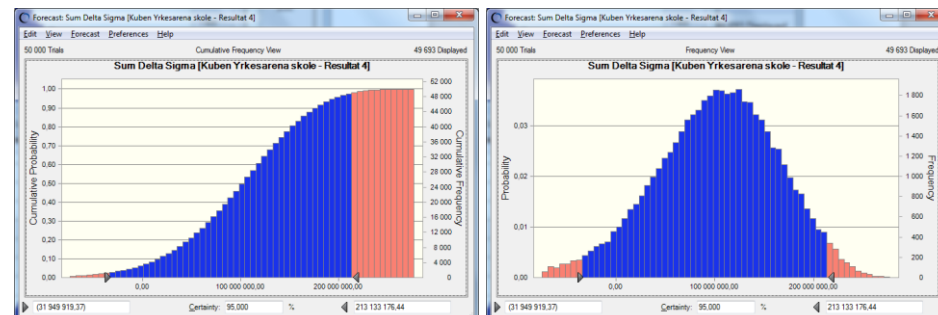 Forecast: Sum Delta Sigma [Kuben Yrkesarena skole - Resultat 4]
Edit View Forecast Preferences Help
50 000 Trials
Cumulative Frequency View
49 693 Displayed
Sum Delta Sigma [Kuben Yrkesarena skole - Resultat 4]
Cumulative Probability
1,00
0,90
0,80
0,70
0,60
0,50
0,40
0,30
0,20
0,10
0,00
52 000
48 000
44 000
40 000
36 000
32 000
28 000
24 000
20 000
16 000
12 000
8 000
4 000
0
Cumulative Frequency
0,00
100 000 000,00
200 000 000,00
(31 949 919,37)
Certainty: 95,000 %
213 133 176,44
Forecast: Sum Delta Sigma [Kuben Yrkesarena skole - Resultat 4]
Edit View Forecast Preferences Help
50 000 Trials
Frequency View
49 693 Displayed
Sum Delta Sigma [Kuben Yrkesarena skole - Resultat 4]
Probability
0,03
0,02
0,01
0,00
1 800
1 600
1 400
1 200
1 000
800
600
400
200
0
Frequency
0,00
100 000 000,00
200 000 000,00
(31 949 919,37)
Certainty: 95,000 %
213 133 176,44